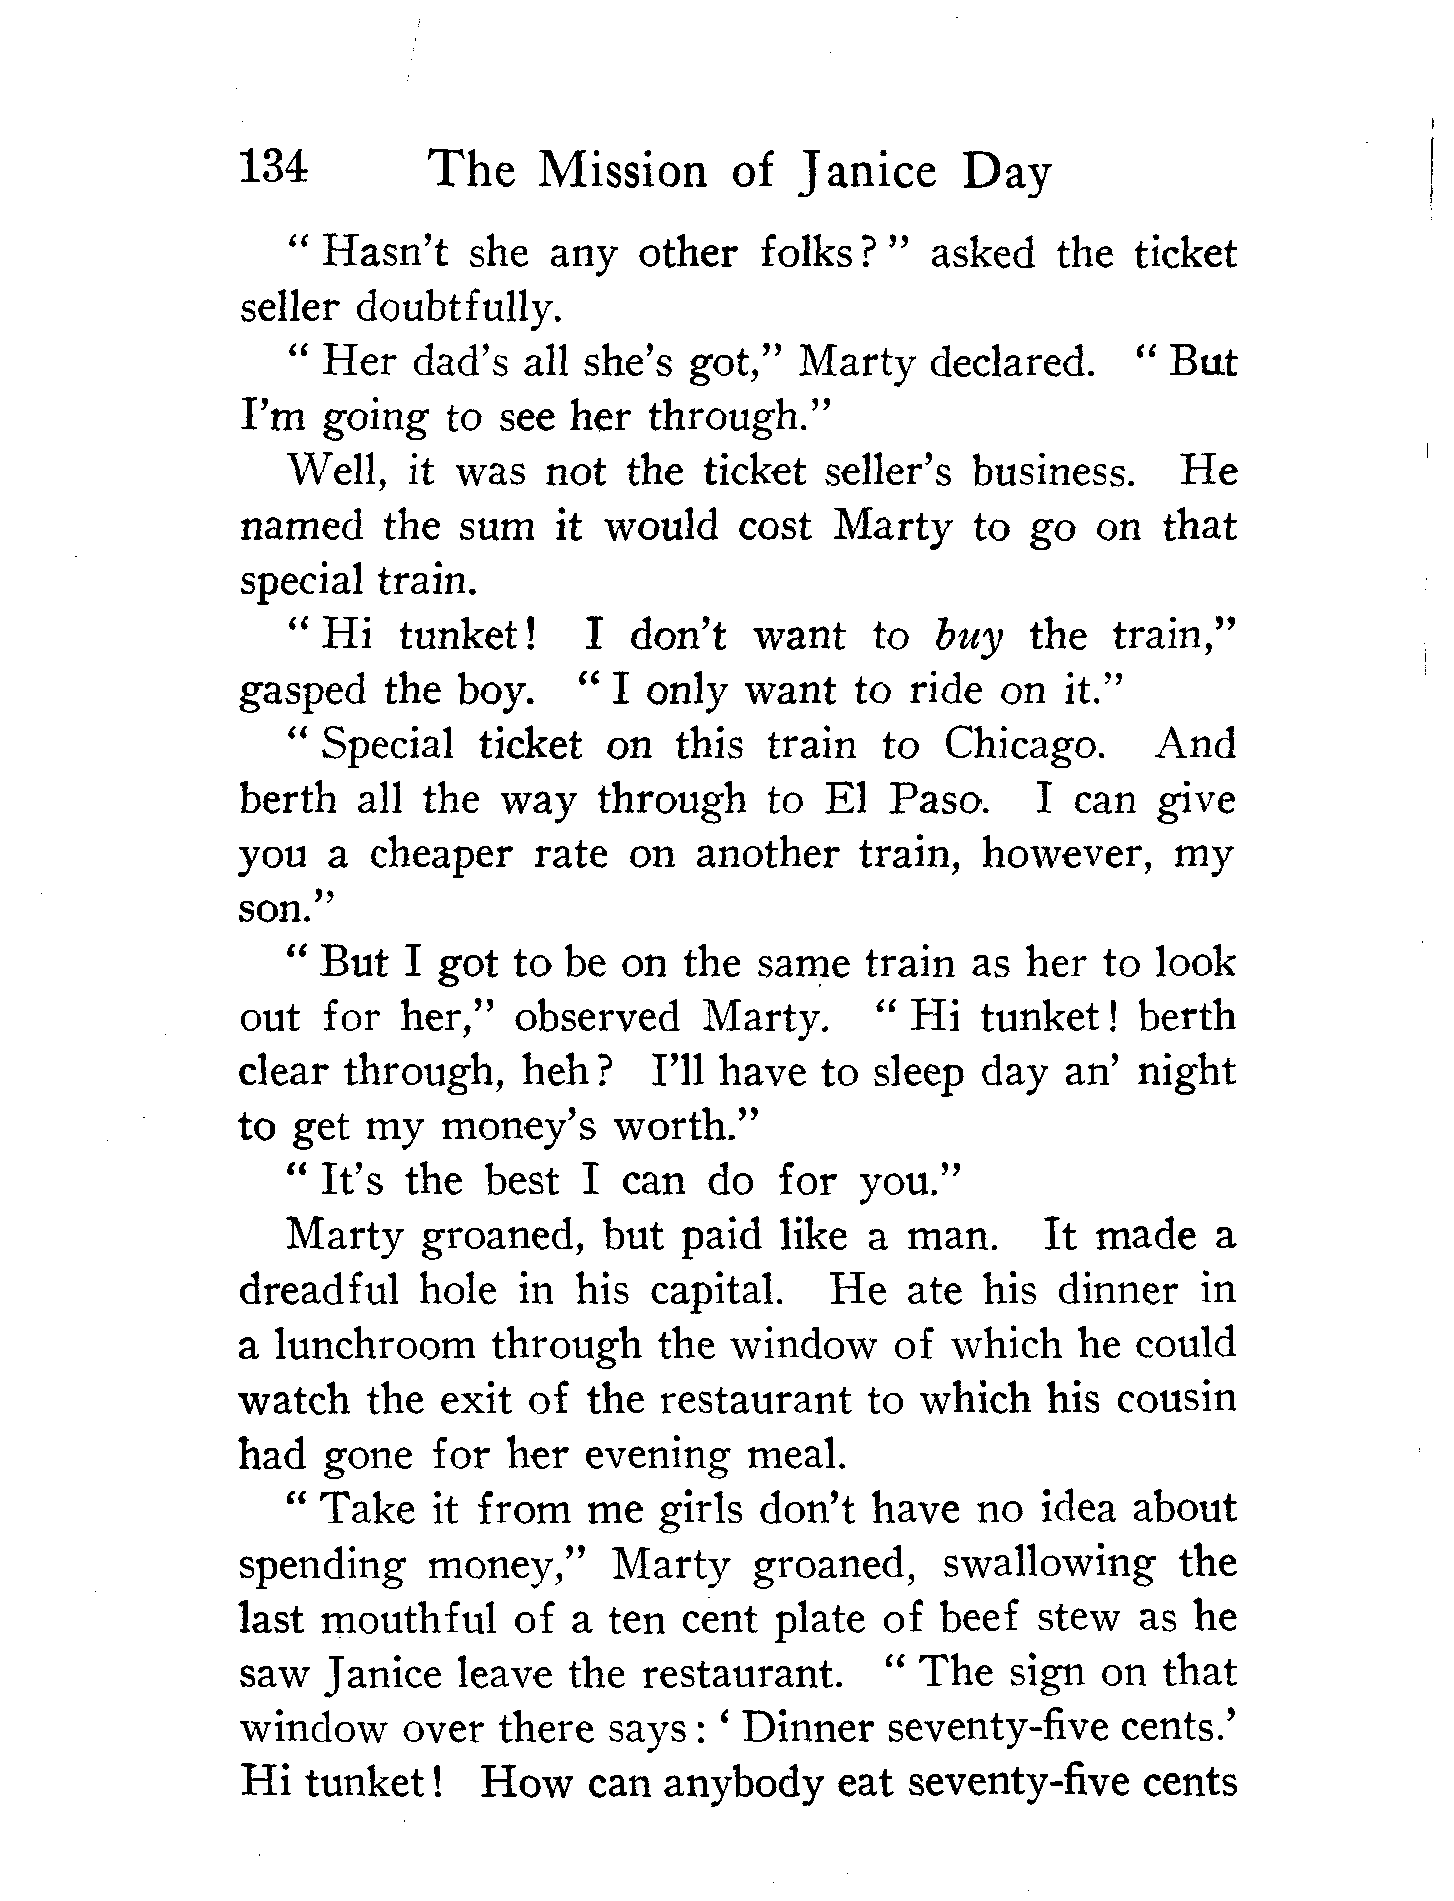 134 The Mission of Janice Day
“ Hasn’t she any other folks? ” asked the ticket
seller doubtfully.
“ Her dad’s all she’s got,” Marty declared. “ But
I’m going to see her through.”
Well, it was not the ticket seller’s business. He
named the sum it would cost Marty to go on that
special train.
“ Hi tunket! I don’t want to buy the train,”
gasped the boy. “ I only want to ride on it.”
“ Special ticket on this train to Chicago. And
berth all the way through to El Paso. I can give
you a cheaper rate on another train, however, my
son.”
“ But I got to be on the same train as her to look
out for her,” observed Marty. “ Hi tunket! berth
clear through, heh? I’ll have to sleep day an’ night
to get my money’s worth.”
“ It’s the best I can do for you.”
Marty groaned, but paid like a man. It made a
dreadful hole in his capital. He ate his dinner in
a lunchroom through the window of which he could
watch the exit of the restaurant to which his cousin
had gone for her evening meal.
“ Take it from me girls don’t have no idea about
spending money,” Marty groaned, swallowing the
last mouthful of a ten cent plate of beef stew as he
saw Janice leave the restaurant. “ The sign on that
window over there says: ‘ Dinner seventy-five cents.’
Hi tunket! How can anybody eat seventy-five cents